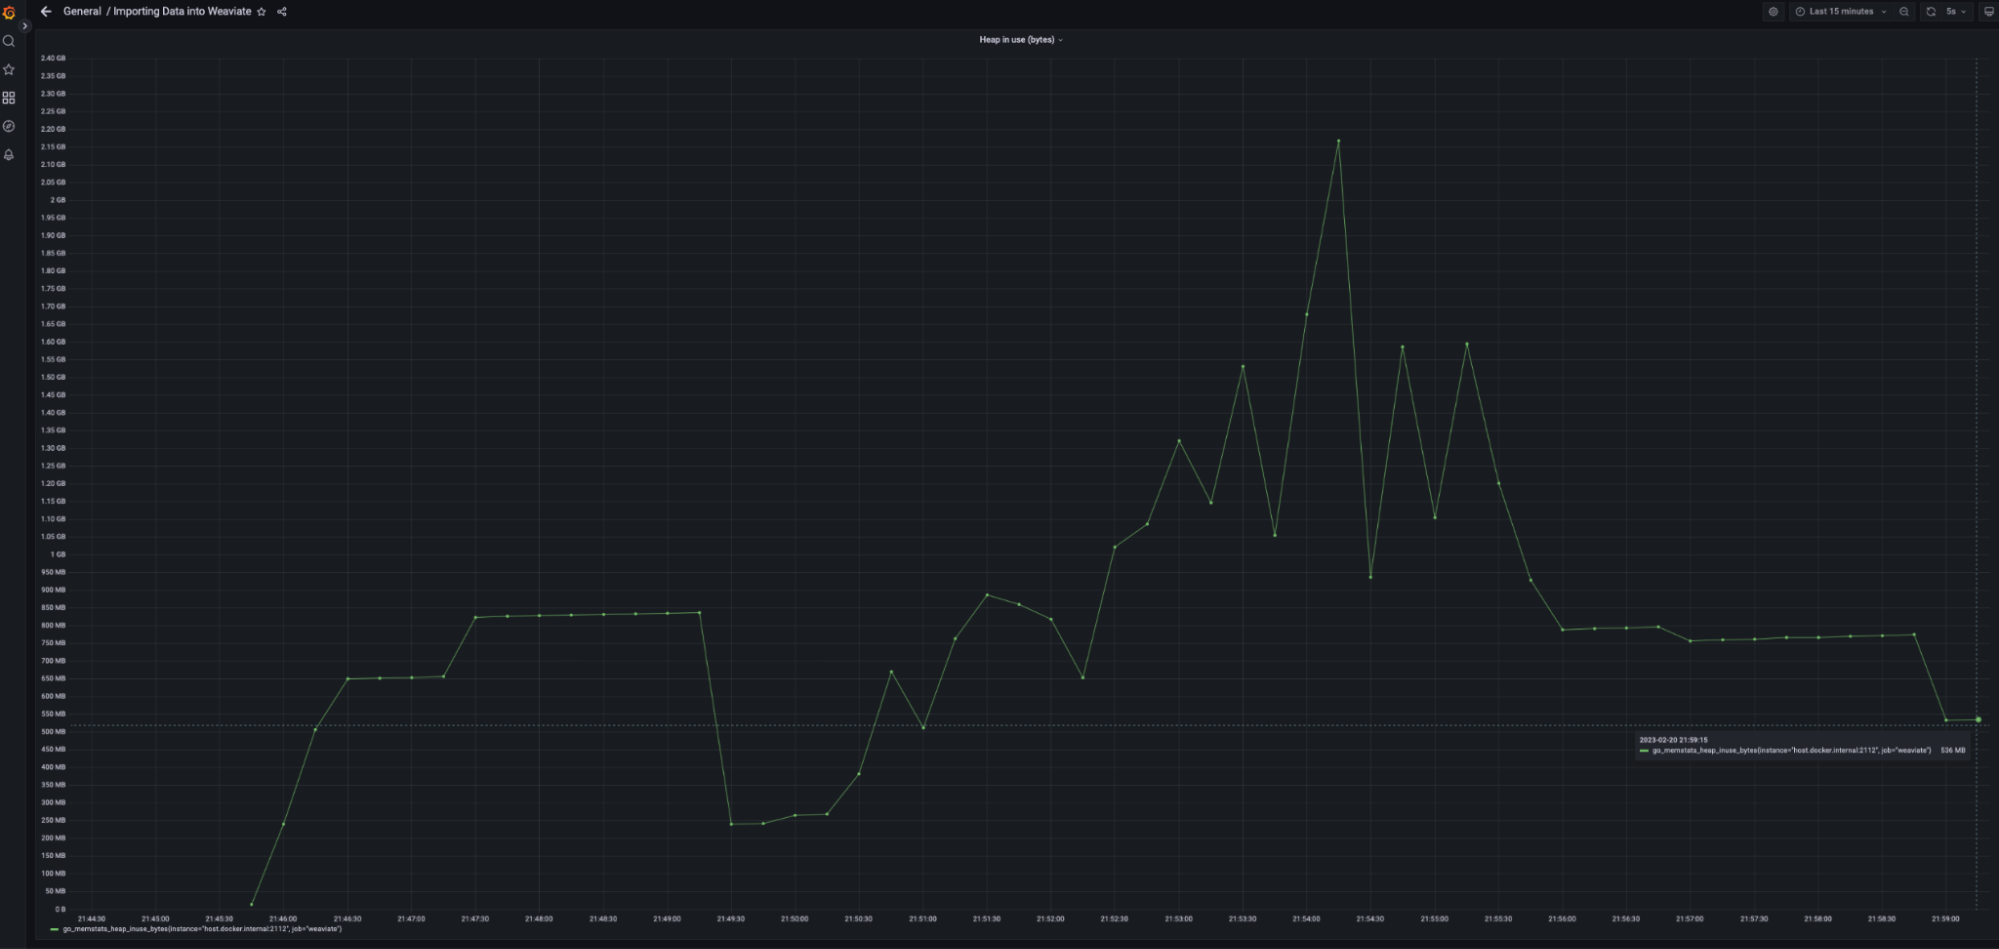 General / Importing Data into Weaviate
Last 15 minutes
5s
Heap in use (bytes)
2.40 GB
2.35 GB
2.30 GB
2.25 GB
2.20 GB
2.15 GB
2.10 GB
2.05 GB
2 GB
1.95 GB
1.90 GB
1.85 GB
1.80 GB
1.75 GB
1.70 GB
1.65 GB
1.60 GB
1.55 GB
1.50 GB
1.45 GB
1.40 GB
1.35 GB
1.30 GB
1.25 GB
1.20 GB
1.15 GB
1.10 GB
1.05 GB
1 GB
950 MB
900 MB
850 MB
800 MB
750 MB
700 MB
650 MB
600 MB
550 MB
500 MB
450 MB
400 MB
350 MB
300 MB
250 MB
200 MB
150 MB
100 MB
50 MB
0 B
2023-02-20 21:59:15
go_memstats_heap_inuse_bytes{instance="host.docker.internal:2112", job="weaviate"} 536 MB
21:44:30 21:45:00 21:45:30 21:46:00 21:46:30 21:47:00 21:47:30 21:48:00 21:48:30 21:49:00 21:49:30 21:50:00 21:50:30 21:51:00 21:51:30 21:52:00 21:52:30 21:53:00 21:53:30 21:54:00 21:54:30 21:55:00 21:55:30 21:56:00 21:56:30 21:57:00 21:57:30 21:58:00 21:58:30 21:59:00
go_memstats_heap_inuse_bytes{instance="host.docker.internal:2112", job="weaviate"}